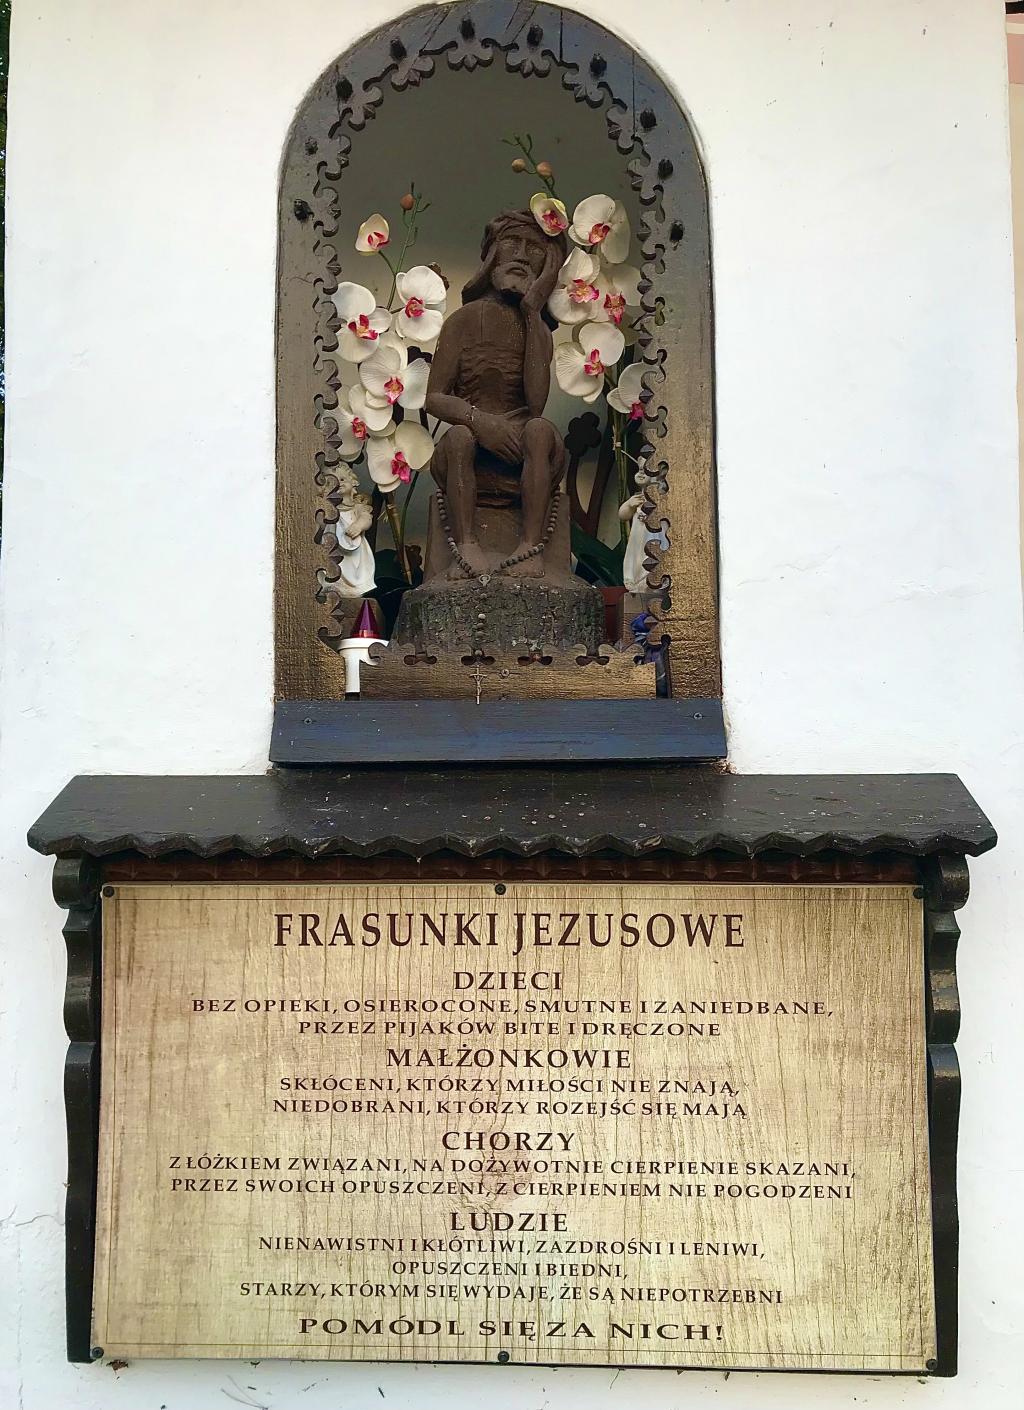 FRASUNKI JEZUSOWE
DZIECI
BEZ OPIEKI, OSIEROCONE, SMUTNE I ZANIEDBANE,
PRZEZ PIJAKÓW BITE I DRĘCZONE
MAŁŻONKOWIE
SKŁÓCENI, KTÓRZY MIŁOŚCI NIE ZNAJĄ,
NIEDOBRANI, KTÓRZY ROZEJŚĆ SIĘ MAJĄ
CHORZY
Z ŁÓŻKIEM ZWIĄZANI, NA DOŻYWOTNIE CIERPIENIE SKAZANI,
PRZEZ SWOICH OPUSZCZENI, Z CIERPIENIEM NIE POGODZENI
LUDZIE
NIENAWISTNI I KŁÓTLIWI, ZAZDROŚNI I LENIWI,
OPUSZCZENI I BIEDNI,
STARZY, KTÓRYM SIĘ WYDAJE, ŻE SĄ NIEPOTRZEBNI
POMÓDL SIĘ ZA NICH!